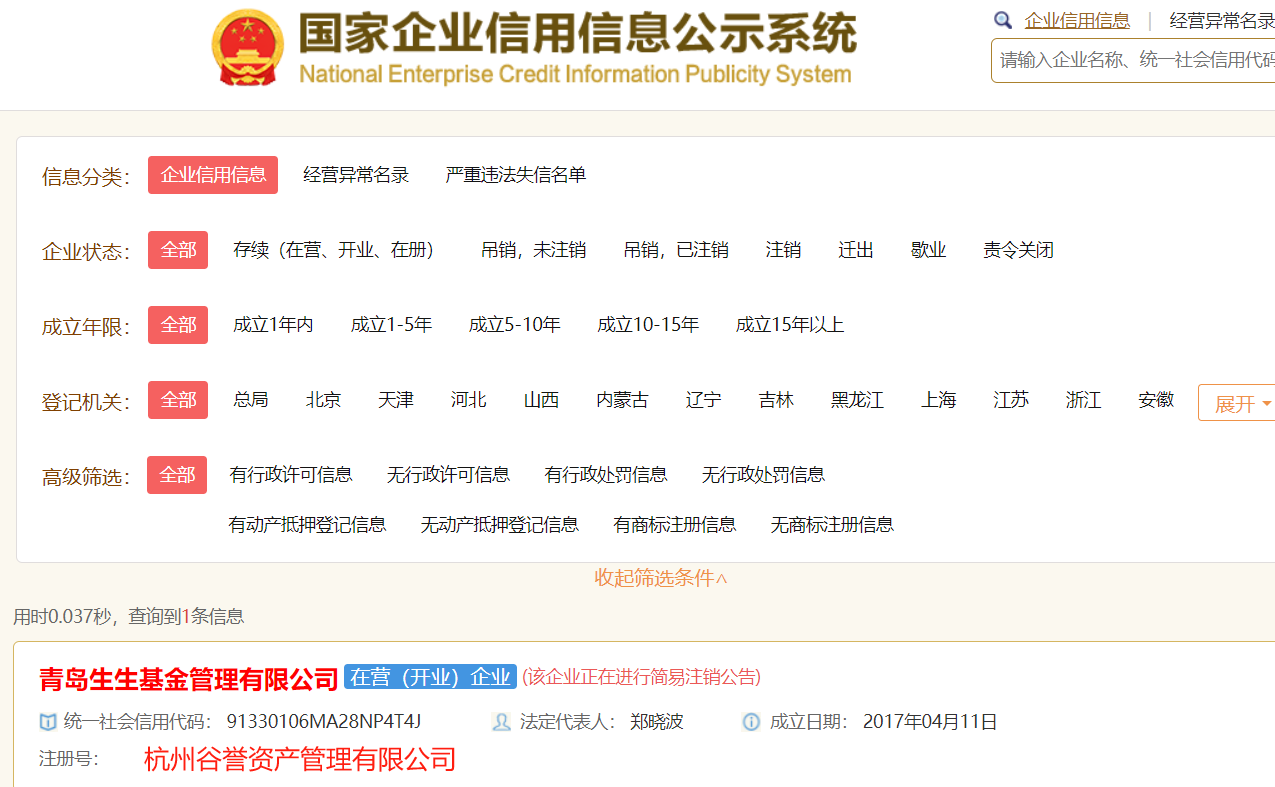 国家企业信用信息公示系统
National Enterprise Credit Information Publicity System
企业信用信息 | 经营异常名录
请输入企业名称、统一社会信用代码
信息分类： 企业信用信息 经营异常名录 严重违法失信名单
企业状态： 全部 存续（在营、开业、在册） 吊销，未注销 吊销，已注销 注销 迁出 歇业 责令关闭
成立年限： 全部 成立1年内 成立1-5年 成立5-10年 成立10-15年 成立15年以上
登记机关： 全部 总局 北京 天津 河北 山西 内蒙古 辽宁 吉林 黑龙江 上海 江苏 浙江 安徽 展开
高级筛选： 全部 有行政许可信息 无行政许可信息 有行政处罚信息 无行政处罚信息
有动产抵押登记信息 无动产抵押登记信息 有商标注册信息 无商标注册信息
收起筛选条件^
用时0.037秒，查询到1条信息
青岛生生基金管理有限公司 在营（开业）企业 (该企业正在进行简易注销公告)
统一社会信用代码： 91330106MA28NP4T4J 法定代表人： 郑晓波 成立日期： 2017年04月11日
注册号： 杭州谷誉资产管理有限公司